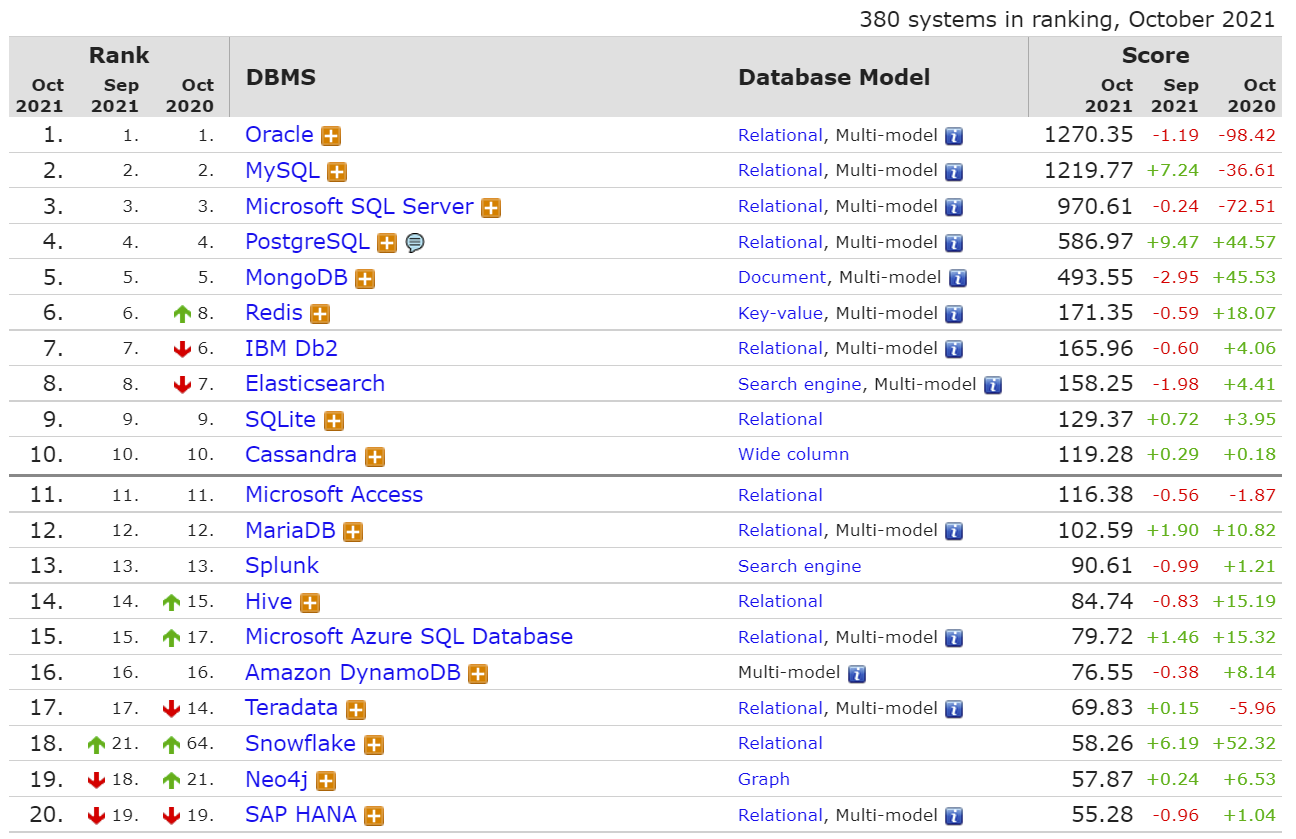 380 systems in ranking, October 2021
Rank DBMS Database Model Score
Oct 2021 Sep 2021 Oct 2020 Oct 2021 Sep 2021 Oct 2020
1. 1. 1. Oracle Relational, Multi-model 1270.35 -1.19 -98.42
2. 2. 2. MySQL Relational, Multi-model 1219.77 +7.24 -36.61
3. 3. 3. Microsoft SQL Server Relational, Multi-model 970.61 -0.24 -72.51
4. 4. 4. PostgreSQL Relational, Multi-model 586.97 +9.47 +44.57
5. 5. 5. MongoDB Document, Multi-model 493.55 -2.95 +45.53
6. 6. 8. Redis Key-value, Multi-model 171.35 -0.59 +18.07
7. 7. 6. IBM Db2 Relational, Multi-model 165.96 -0.60 +4.06
8. 8. 7. Elasticsearch Search engine, Multi-model 158.25 -1.98 +4.41
9. 9. 9. SQLite Relational 129.37 +0.72 +3.95
10. 10. 10. Cassandra Wide column 119.28 +0.29 +0.18
11. 11. 11. Microsoft Access Relational 116.38 -0.56 -1.87
12. 12. 12. MariaDB Relational, Multi-model 102.59 +1.90 +10.82
13. 13. 13. Splunk Search engine 90.61 -0.99 +1.21
14. 14. 15. Hive Relational 84.74 -0.83 +15.19
15. 15. 17. Microsoft Azure SQL Database Relational, Multi-model 79.72 +1.46 +15.32
16. 16. 16. Amazon DynamoDB Multi-model 76.55 -0.38 +8.14
17. 17. 14. Teradata Relational, Multi-model 69.83 +0.15 -5.96
18. 21. 64. Snowflake Relational 58.26 +6.19 +52.32
19. 18. 21. Neo4j Graph 57.87 +0.24 +6.53
20. 19. 19. SAP HANA Relational, Multi-model 55.28 -0.96 +1.04